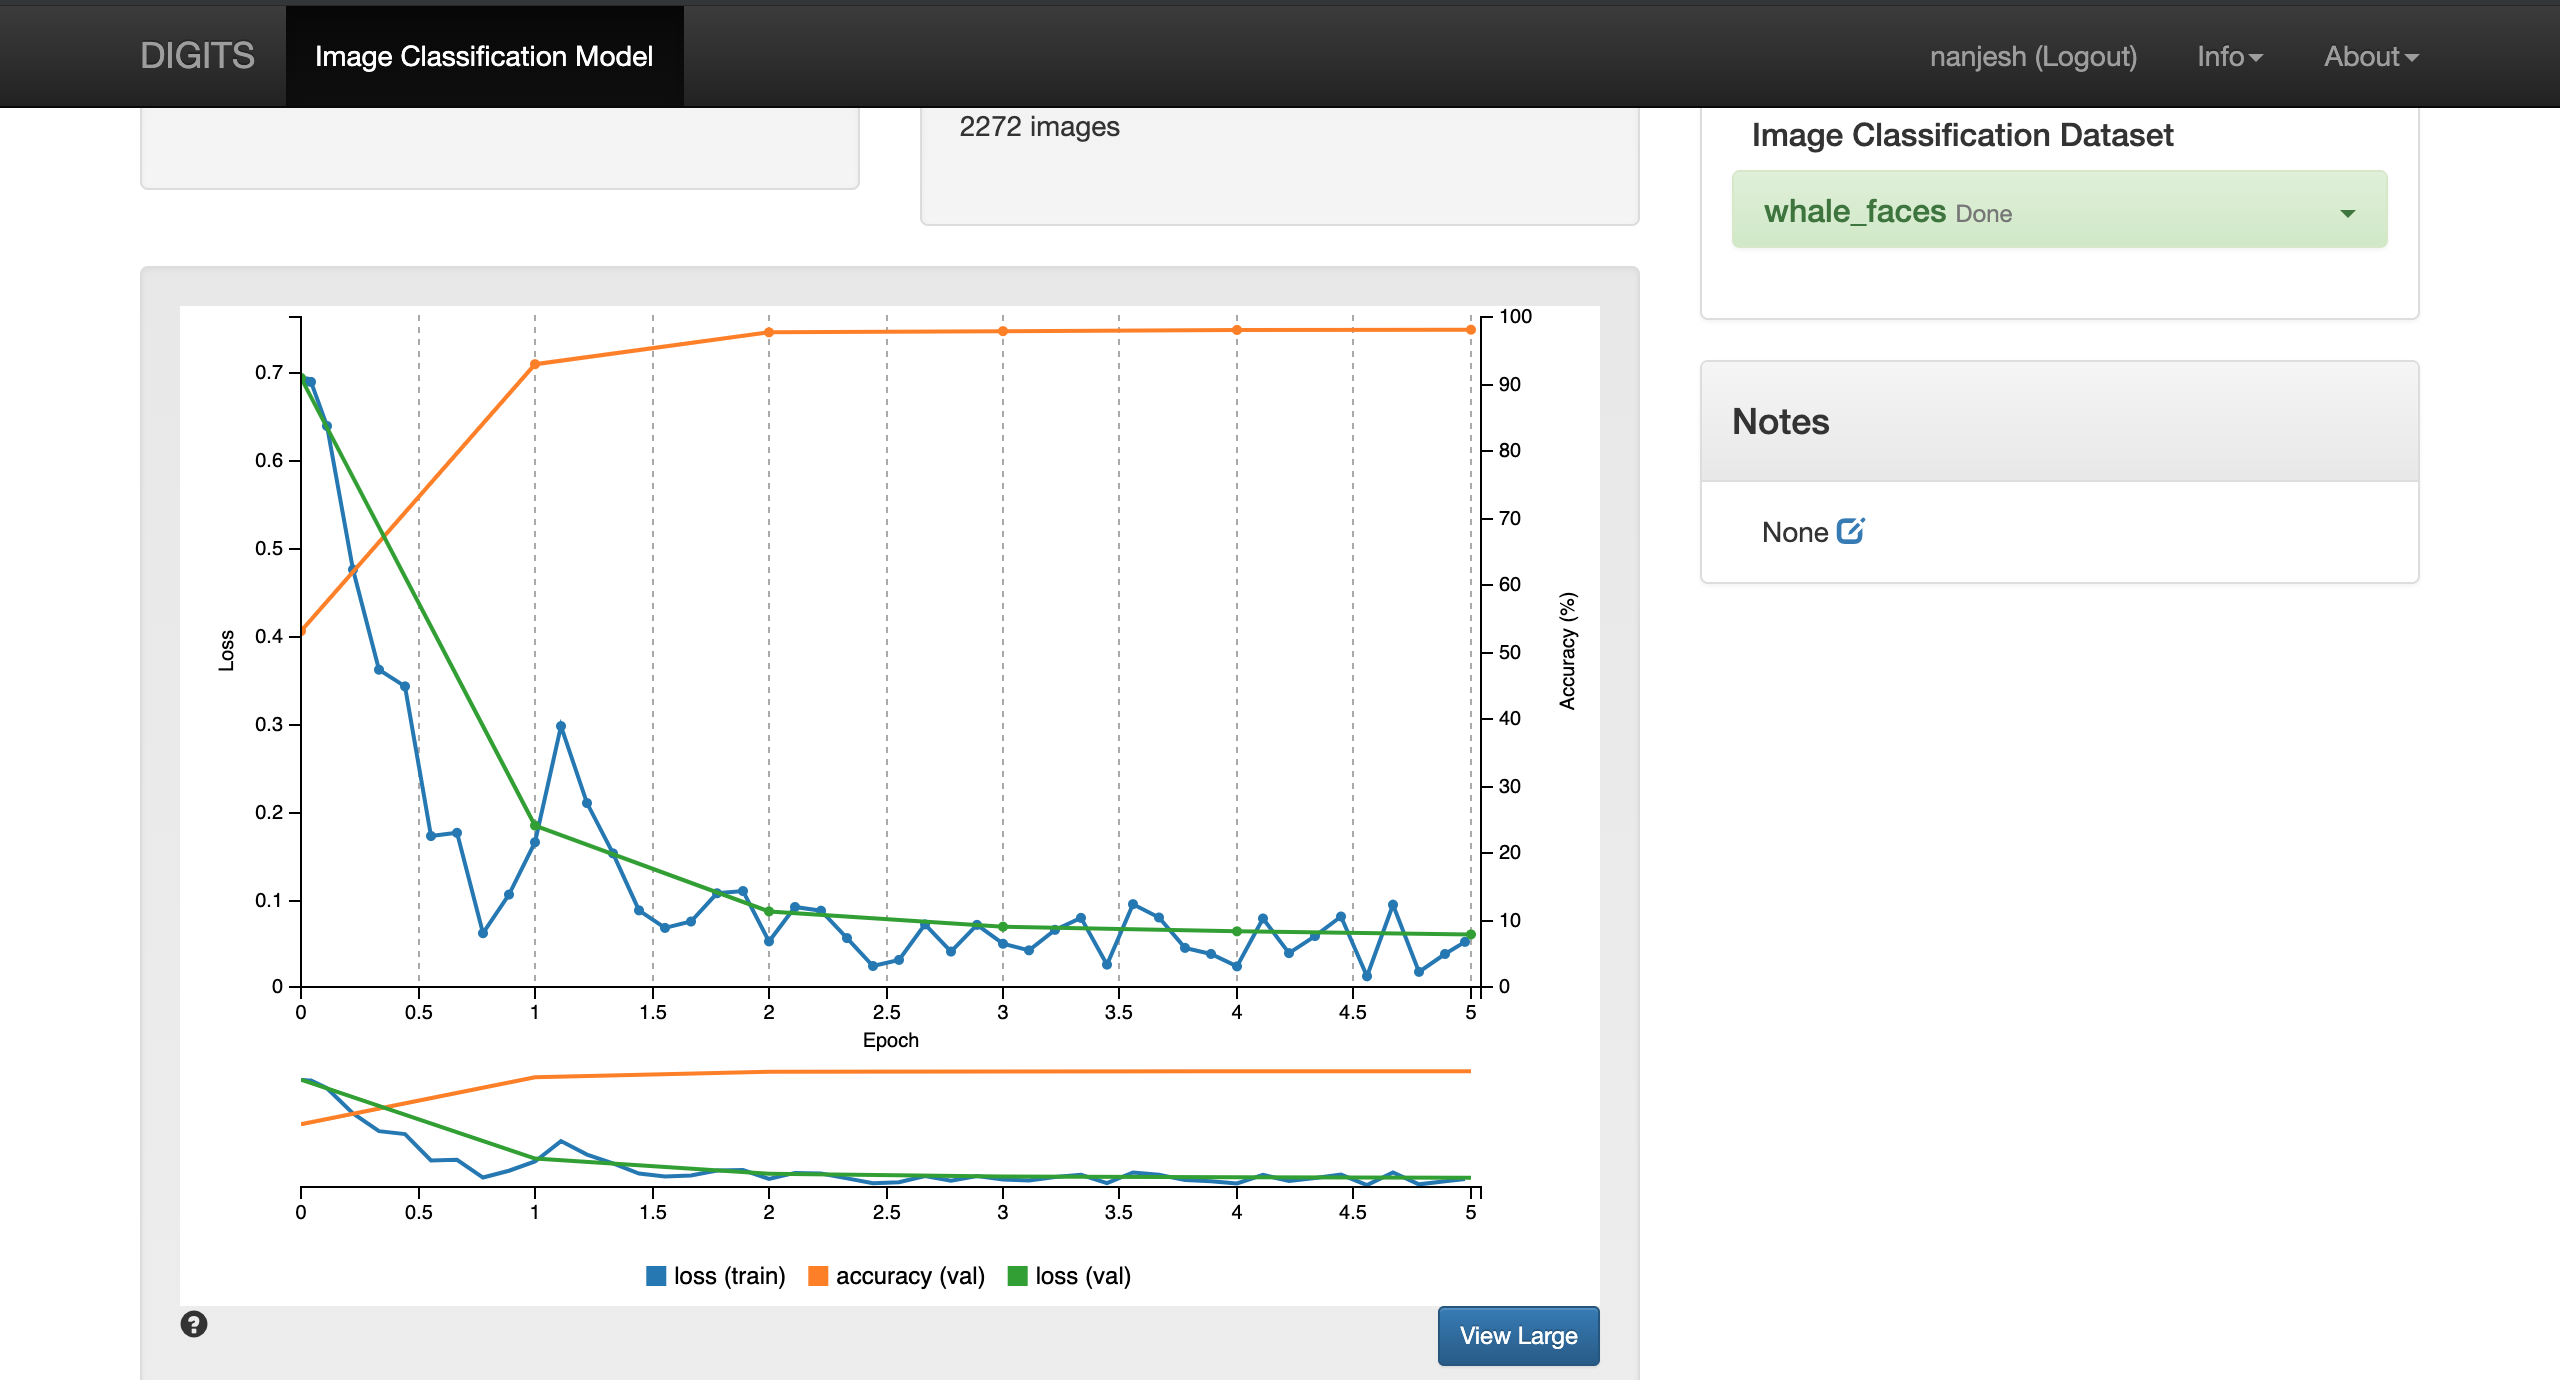 DIGITS Image Classification Model nanjesh (Logout) Info About
2272 images
Image Classification Dataset
whale_faces Done
Notes
None
100
0.7
90
0.6
80
0.5
70
60
0.4
50
0.3
40
30
0.2
20
0.1
10
0
0
Loss
Accuracy (%)
0 0.5 1 1.5 2 2.5 3 3.5 4 4.5 5
Epoch
0 0.5 1 1.5 2 2.5 3 3.5 4 4.5 5
loss (train) accuracy (val) loss (val)
?
View Large